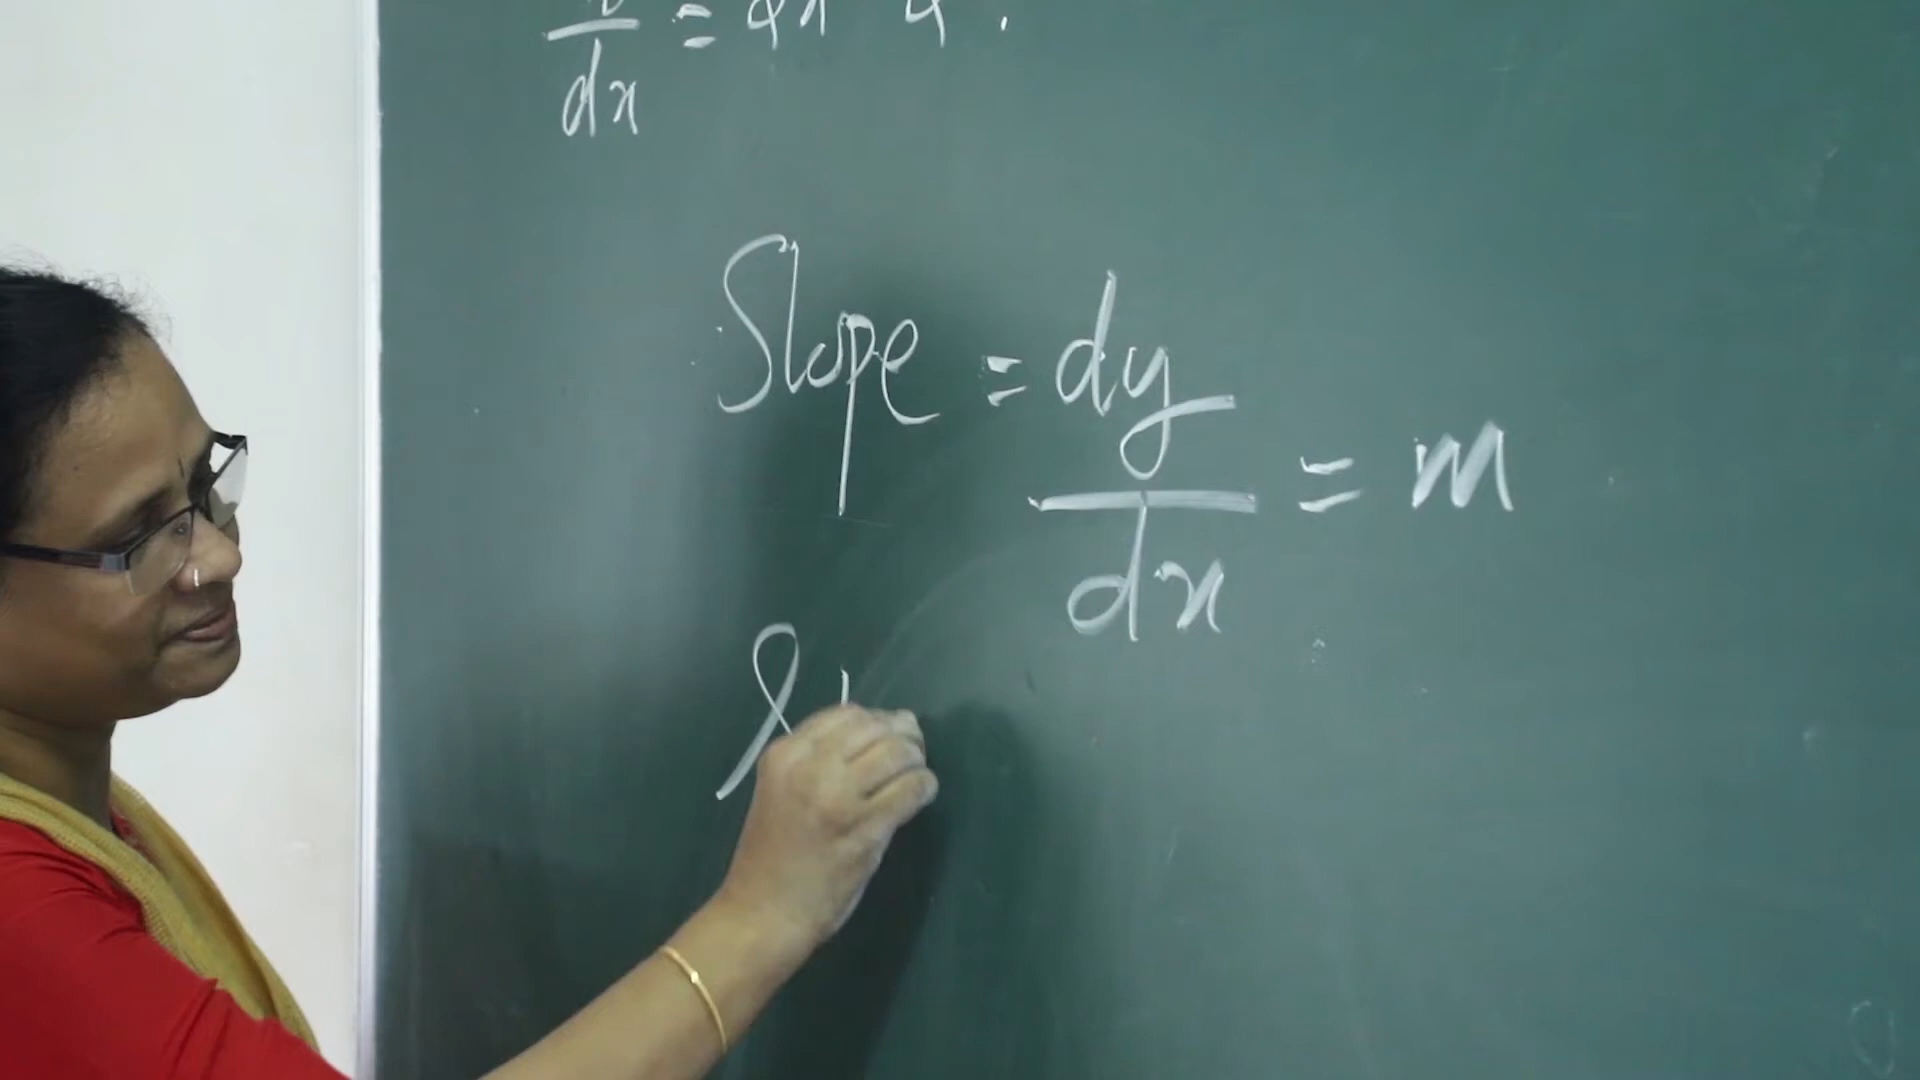 dx
Slope = dy/dx = m